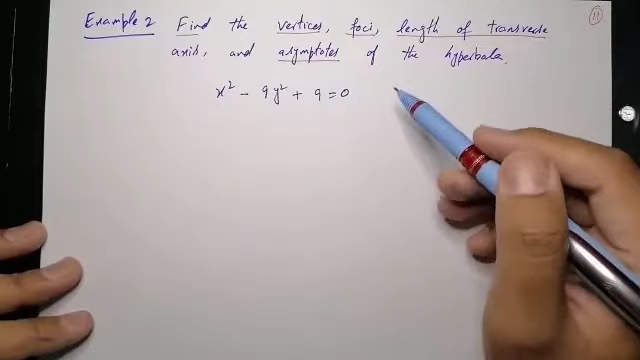 Example 2 Find the vertices, foci, length of transverse 11
axis, and asymptotes of the hyperbola.
x² - 9y² + 9 = 0